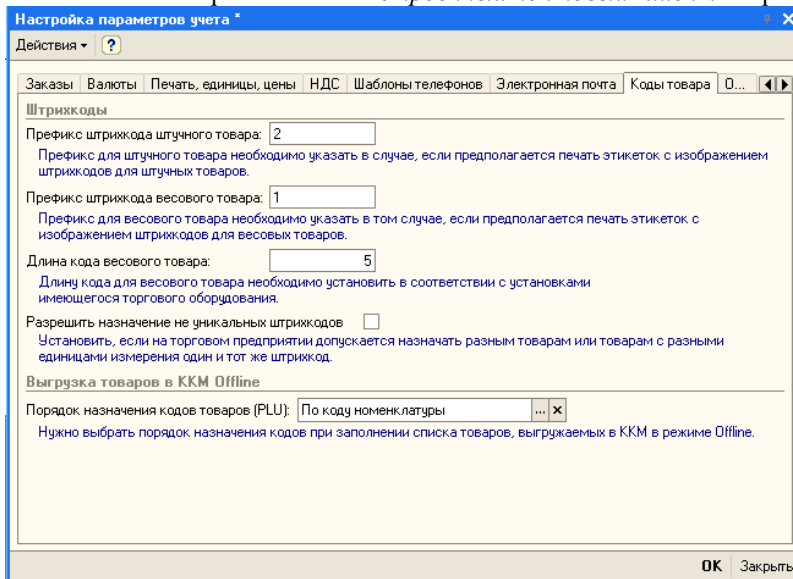 Настройка параметров учета *
Действия
Заказы Валюты Печать, единицы, цены НДС Шаблоны телефонов Электронная почта Коды товара О...
Штрихкоды
Префикс штрихкода штучного товара: 2
Префикс для штучного товара необходимо указать в случае, если предполагается печать этикеток с изображением
штрихкодов для штучных товаров.
Префикс штрихкода весового товара: 1
Префикс для весового товара необходимо указать в том случае, если предполагается печать этикеток с
изображением штрихкодов для весовых товаров.
Длина кода весового товара: 5
Длину кода для весового товара необходимо установить в соответствии с установками
имеющегося торгового оборудования.
Разрешить назначение не уникальных штрихкодов
Установить, если на торговом предприятии допускается назначать разным товарам или товарам с разными
единицами измерения один и тот же штрихкод.
Выгрузка товаров в ККМ Offline
Порядок назначения кодов товаров (PLU): По коду номенклатуры ... ×
Нужно выбрать порядок назначения кодов при заполнении списка товаров, выгружаемых в ККМ в режиме Offline.
OK Закрыть